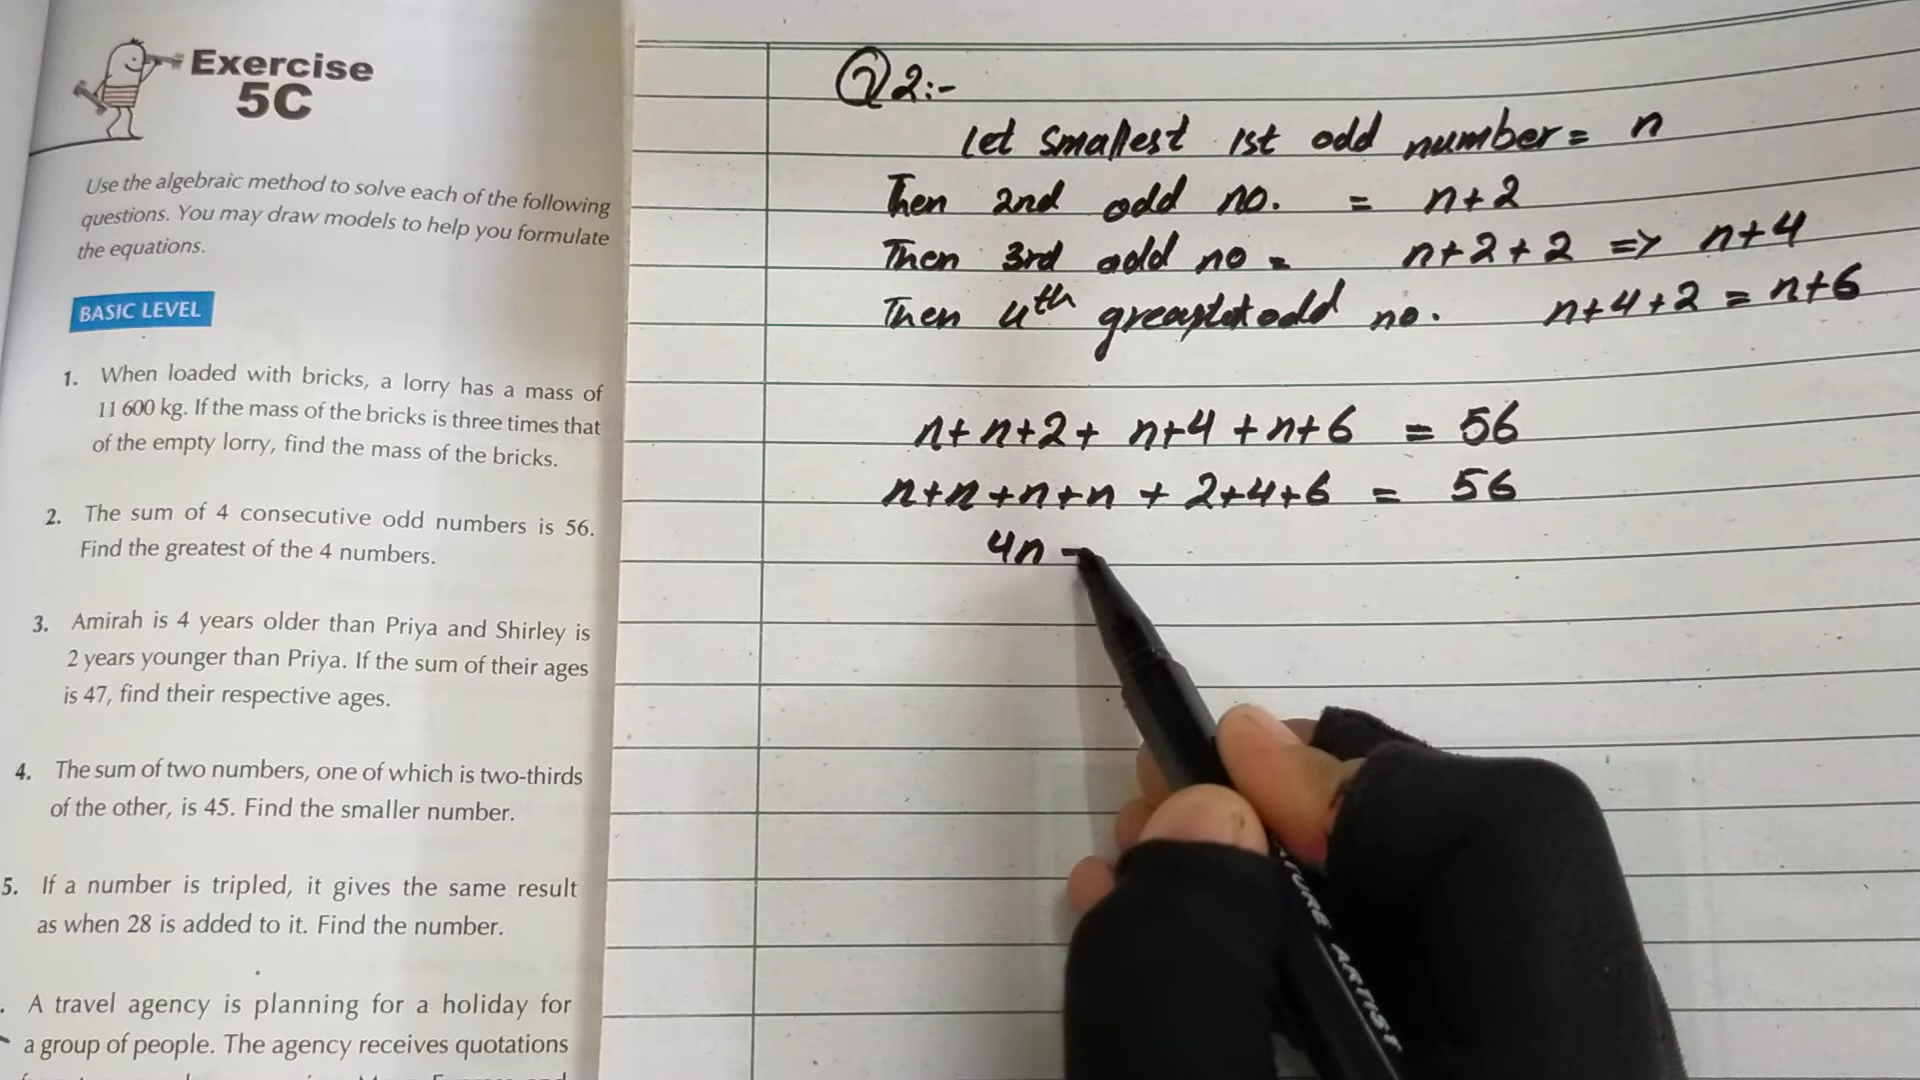 Exercise
5C
Use the algebraic method to solve each of the following
questions. You may draw models to help you formulate
the equations.
BASIC LEVEL
1. When loaded with bricks, a lorry has a mass of
11 600 kg. If the mass of the bricks is three times that
of the empty lorry, find the mass of the bricks.
2. The sum of 4 consecutive odd numbers is 56.
Find the greatest of the 4 numbers.
3. Amirah is 4 years older than Priya and Shirley is
2 years younger than Priya. If the sum of their ages
is 47, find their respective ages.
4. The sum of two numbers, one of which is two-thirds
of the other, is 45. Find the smaller number.
5. If a number is tripled, it gives the same result
as when 28 is added to it. Find the number.
. A travel agency is planning for a holiday for
a group of people. The agency receives quotations
Q2:-
Let smallest 1st odd number = n
Then 2nd odd no. = n+2
Then 3rd odd no = n+2+2 => n+4
Then 4th odd no. n+4+2 = n+6
n+n+2+ n+4 +n+6 = 56
n+n+n+n + 2+4+6 = 56
4n -
TURE ARTIST